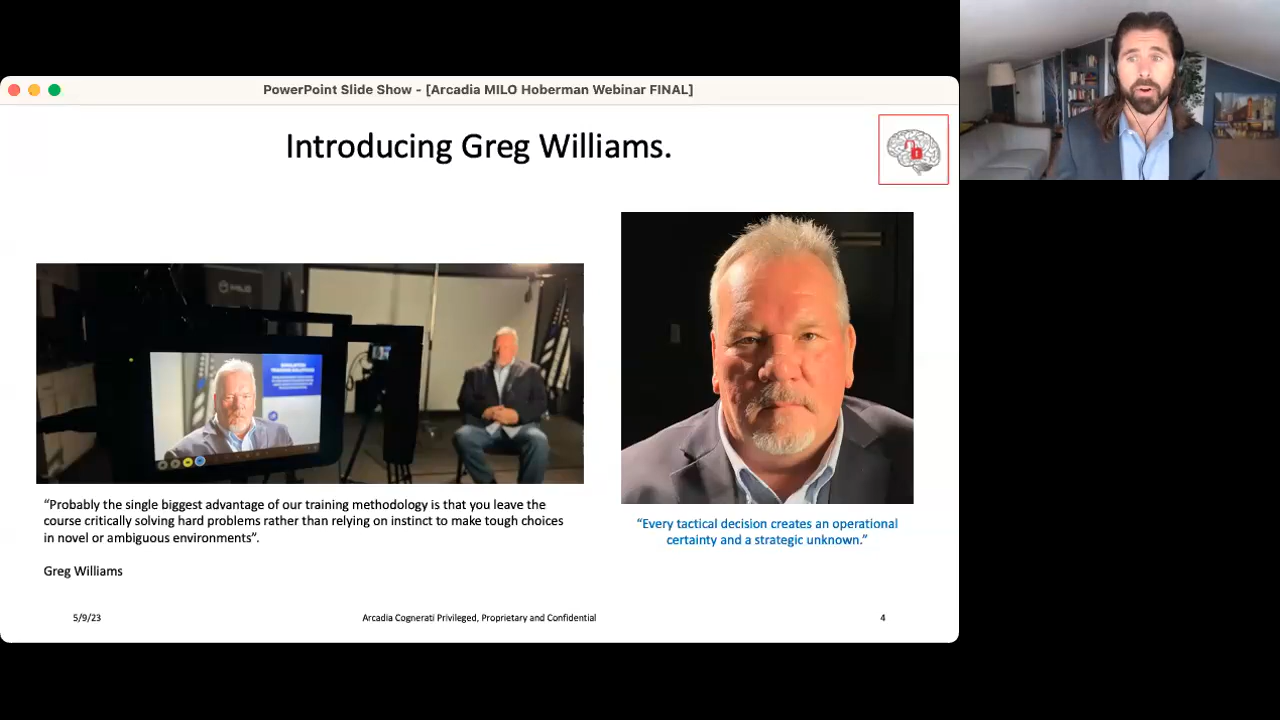 PowerPoint Slide Show - [Arcadia MILO Hoberman Webinar FINAL]
Introducing Greg Williams.
MILO
“Probably the single biggest advantage of our training methodology is that you leave the
course critically solving hard problems rather than relying on instinct to make tough choices
in novel or ambiguous environments”.
Greg Williams
“Every tactical decision creates an operational
certainty and a strategic unknown.”
5/9/23
Arcadia Cognerati Privileged, Proprietary and Confidential
4